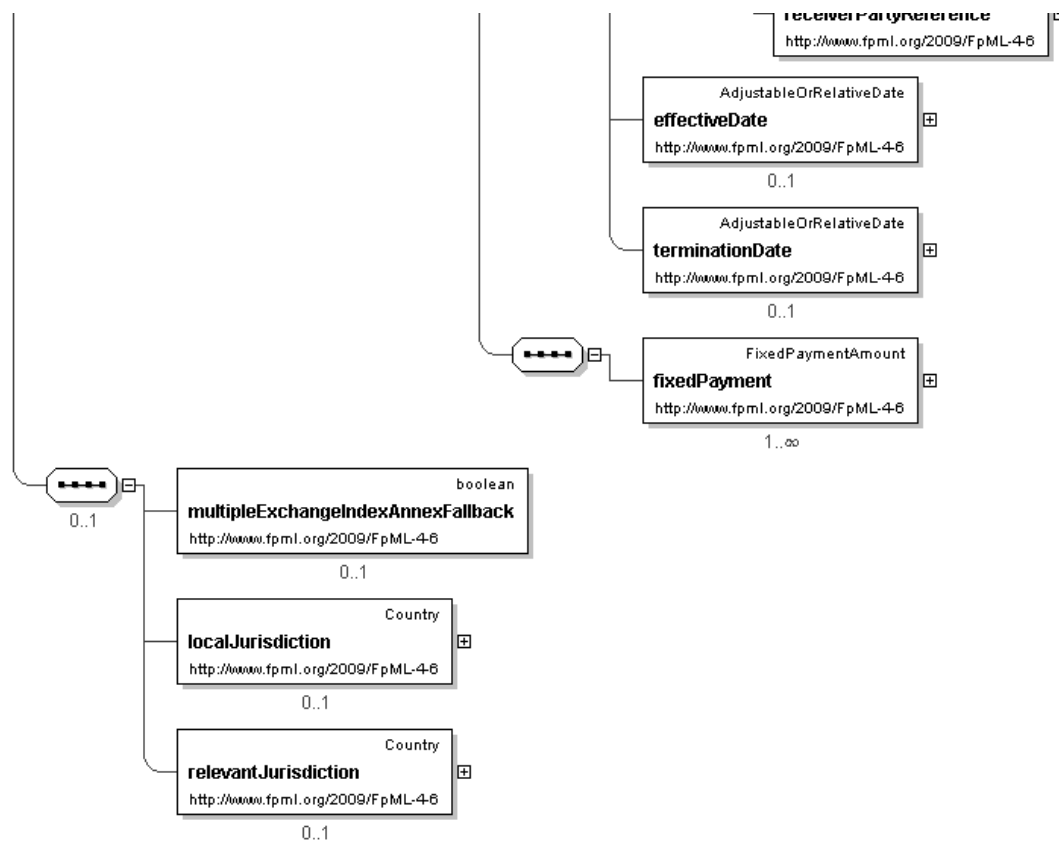 receiverPartyReference
http://www.fpml.org/2009/FpML-4-6
AdjustableOrRelativeDate
effectiveDate
http://www.fpml.org/2009/FpML-4-6
0..1
AdjustableOrRelativeDate
terminationDate
http://www.fpml.org/2009/FpML-4-6
0..1
FixedPaymentAmount
fixedPayment
http://www.fpml.org/2009/FpML-4-6
1..∞
0..1
boolean
multipleExchangeIndexAnnexFallback
http://www.fpml.org/2009/FpML-4-6
0..1
Country
localJurisdiction
http://www.fpml.org/2009/FpML-4-6
0..1
Country
relevantJurisdiction
http://www.fpml.org/2009/FpML-4-6
0..1